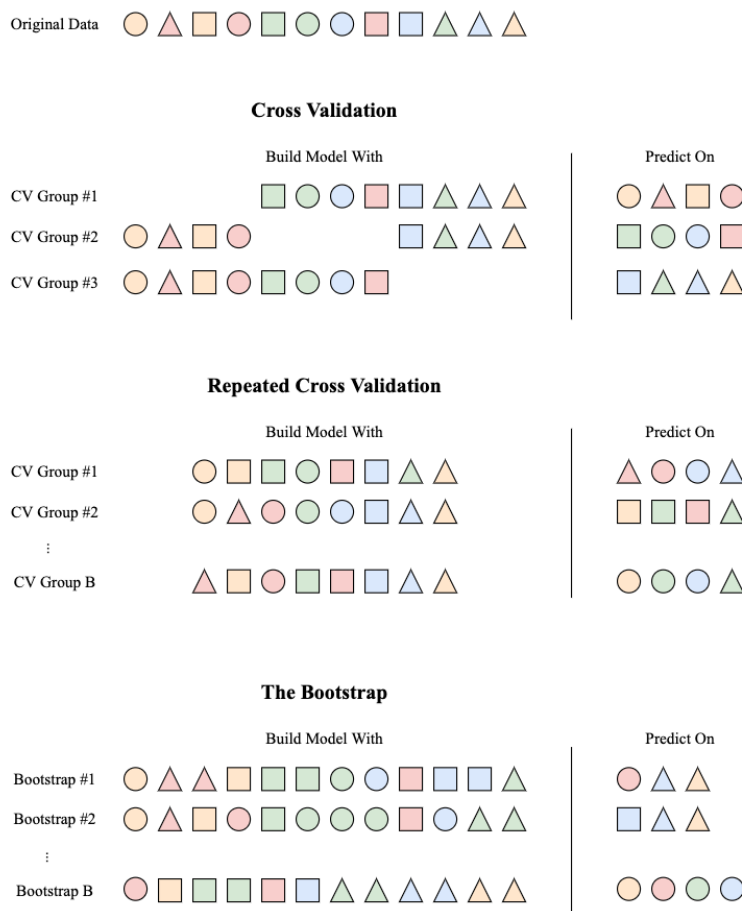 Original Data
Cross Validation
Build Model With
Predict On
CV Group #1
CV Group #2
CV Group #3
Repeated Cross Validation
Build Model With
Predict On
CV Group #1
CV Group #2
⋮
CV Group B
The Bootstrap
Build Model With
Predict On
Bootstrap #1
Bootstrap #2
⋮
Bootstrap B